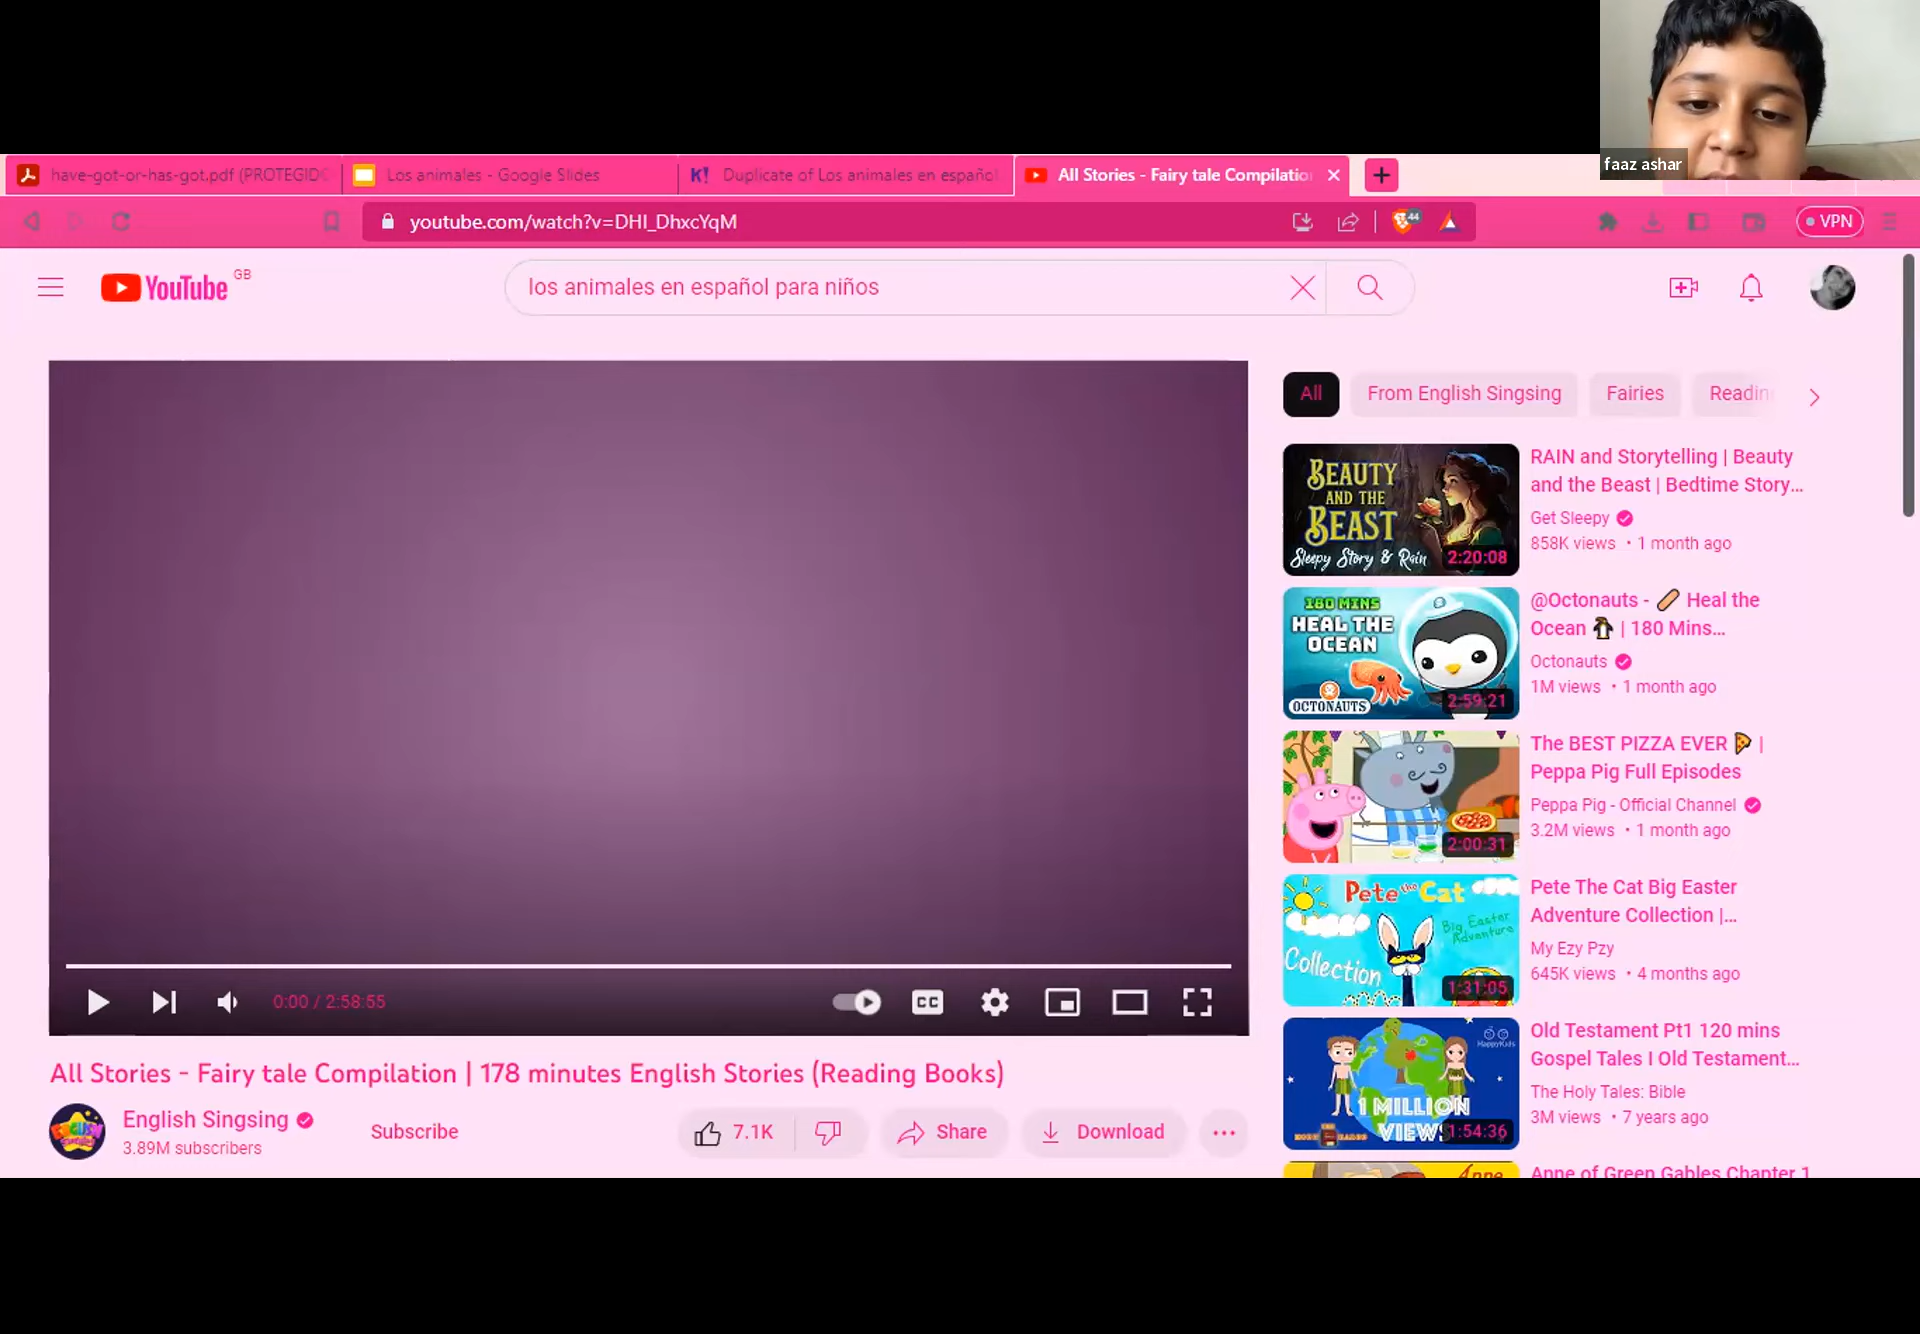 faaz ashar
have-got-or-has-got.pdf (PROTEGIDO
Los animales - Google Slides
K! Duplicate of Los animales en español
All Stories - Fairy tale Compilation
youtube.com/watch?v=DHI_DhxcYqM
44
VPN
YouTube GB
los animales en español para niños
All
From English Singsing
Fairies
Readin
BEAUTY
AND THE
BEAST
Sleepy Story & Rain
2:20:08
RAIN and Storytelling | Beauty
and the Beast | Bedtime Story...
Get Sleepy
858K views • 1 month ago
180 MINS
HEAL THE
OCEAN
OCTONAUTS
2:59:21
@Octonauts - 🩹 Heal the
Ocean 🐧 | 180 Mins...
Octonauts
1M views • 1 month ago
2:00:31
The BEST PIZZA EVER 🍕 |
Peppa Pig Full Episodes
Peppa Pig - Official Channel
3.2M views • 1 month ago
Pete the Cat
Big Easter
Adventure
Collection
1:31:05
Pete The Cat Big Easter
Adventure Collection |...
My Ezy Pzy
645K views • 4 months ago
HappyKids
1 MILLION
VIEWS
1:54:36
Old Testament Pt1 120 mins
Gospel Tales I Old Testament...
The Holy Tales: Bible
3M views • 7 years ago
Anne
Anne of Green Gables Chapter 1
0:00 / 2:58:55
CC
All Stories - Fairy tale Compilation | 178 minutes English Stories (Reading Books)
English Singsing
3.89M subscribers
Subscribe
7.1K
Share
Download